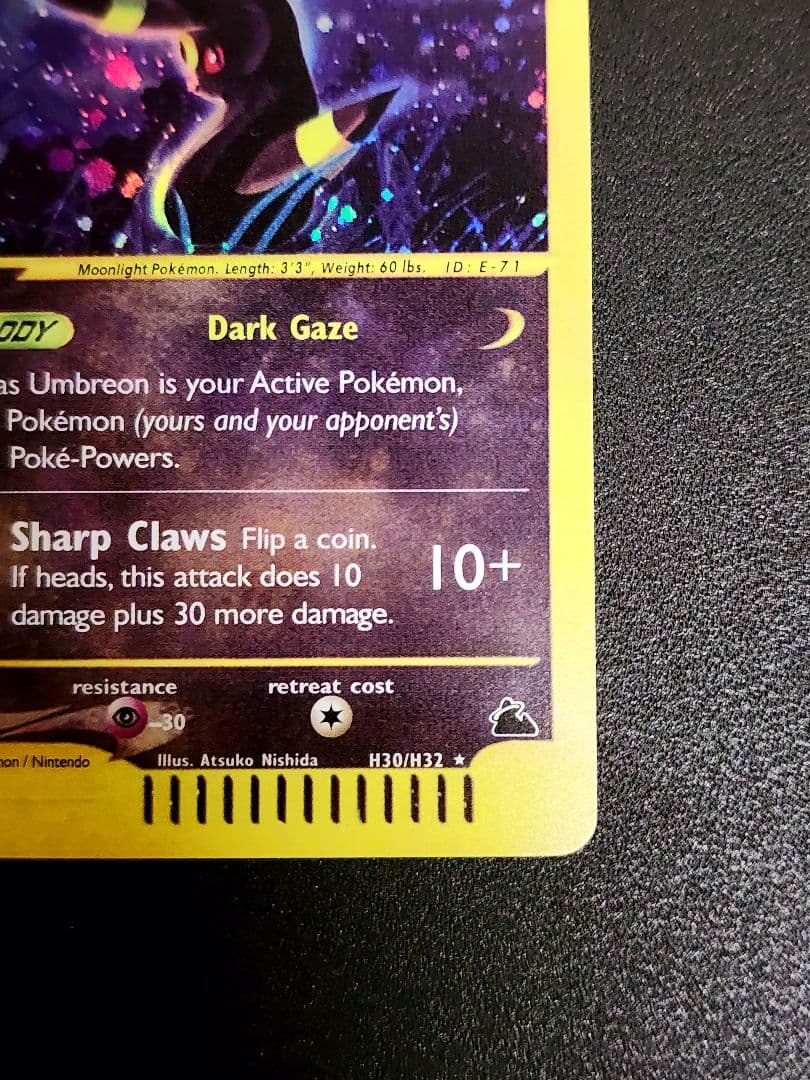 Moonlight Pokémon. Length: 3'3", Weight: 60 lbs. ID: E-71
ODY Dark Gaze
as Umbreon is your Active Pokémon,
Pokémon (yours and your apponent's)
Poké-Powers.
Sharp Claws Flip a coin.
If heads, this attack does 10
damage plus 30 more damage.
10+
resistance retreat cost
-30
mon / Nintendo Illus. Atsuko Nishida H30/H32 ★